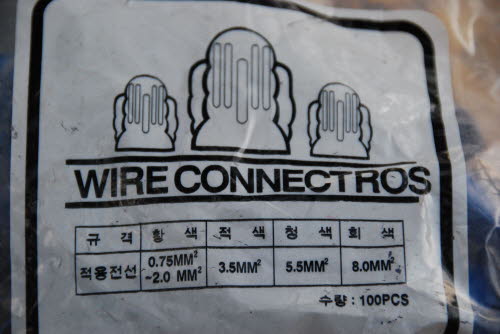 WIRE CONNECTROS
규격 항색 적색 청색 회색
적용전선 0.75MM² -2.0 MM² 3.5MM² 5.5MM² 8.0MM²
수량 : 100PCS